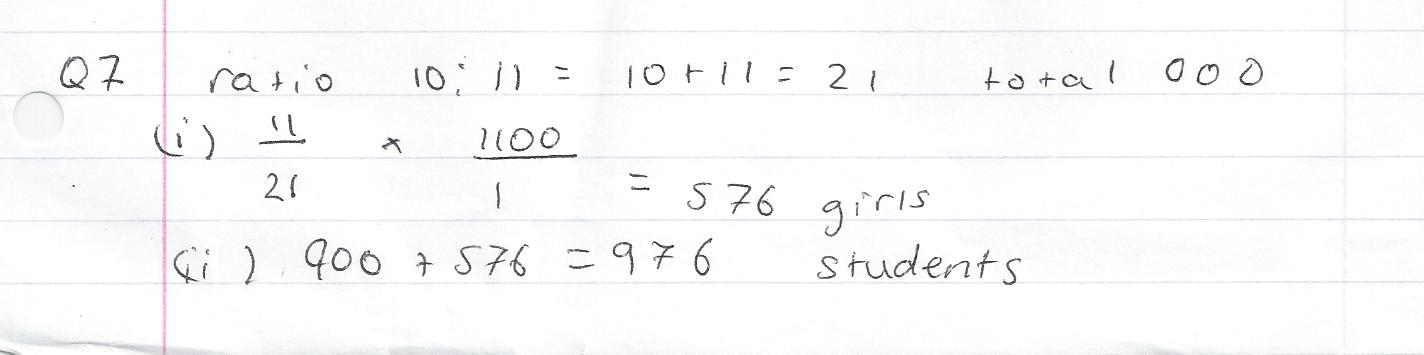 Q7 ratio 10:11 = 10+11 = 21 total 000
(i) 11/21 × 1100/1 = 576 girls
(ii) 900 + 576 = 976 students